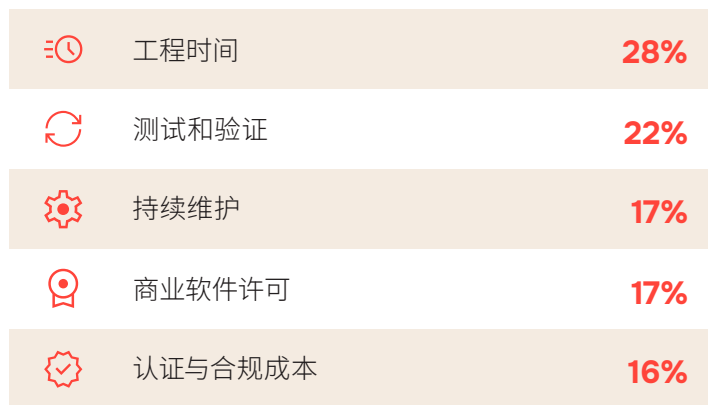 工程时间 28%
测试和验证 22%
持续维护 17%
商业软件许可 17%
认证与合规成本 16%